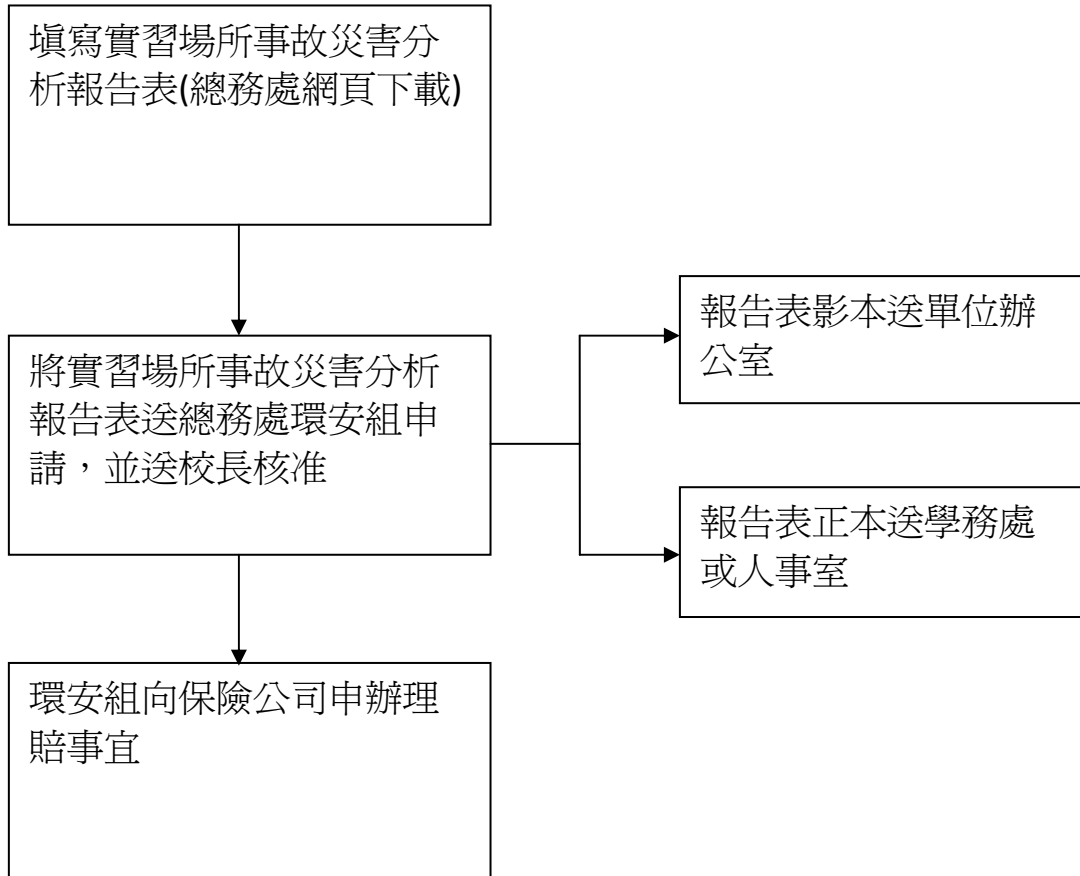 填寫實習場所事故災害分
析報告表(總務處網頁下載)
將實習場所事故災害分析
報告表送總務處環安組申
請，並送校長核准
報告表影本送單位辦
公室
報告表正本送學務處
或人事室
環安組向保險公司申辦理
賠事宜